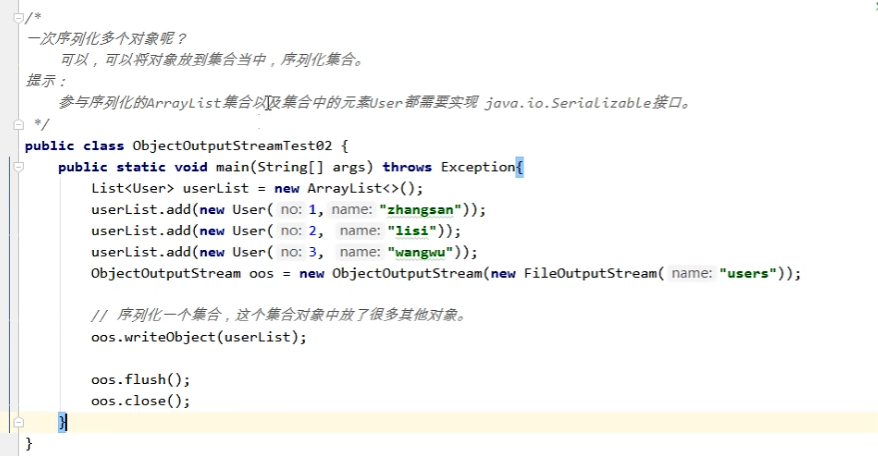 /*
一次序列化多个对象呢？
可以，可以将对象放到集合当中，序列化集合。
提示：
参与序列化的ArrayList集合以及集合中的元素User都需要实现 java.io.Serializable接口。
*/
public class ObjectOutputStreamTest02 {
public static void main(String[] args) throws Exception{
List<User> userList = new ArrayList<>();
userList.add(new User( no: 1, name: "zhangsan"));
userList.add(new User( no: 2, name: "lisi"));
userList.add(new User( no: 3, name: "wangwu"));
ObjectOutputStream oos = new ObjectOutputStream(new FileOutputStream( name: "users"));
// 序列化一个集合，这个集合对象中放了很多其他对象。
oos.writeObject(userList);
oos.flush();
oos.close();
}
}